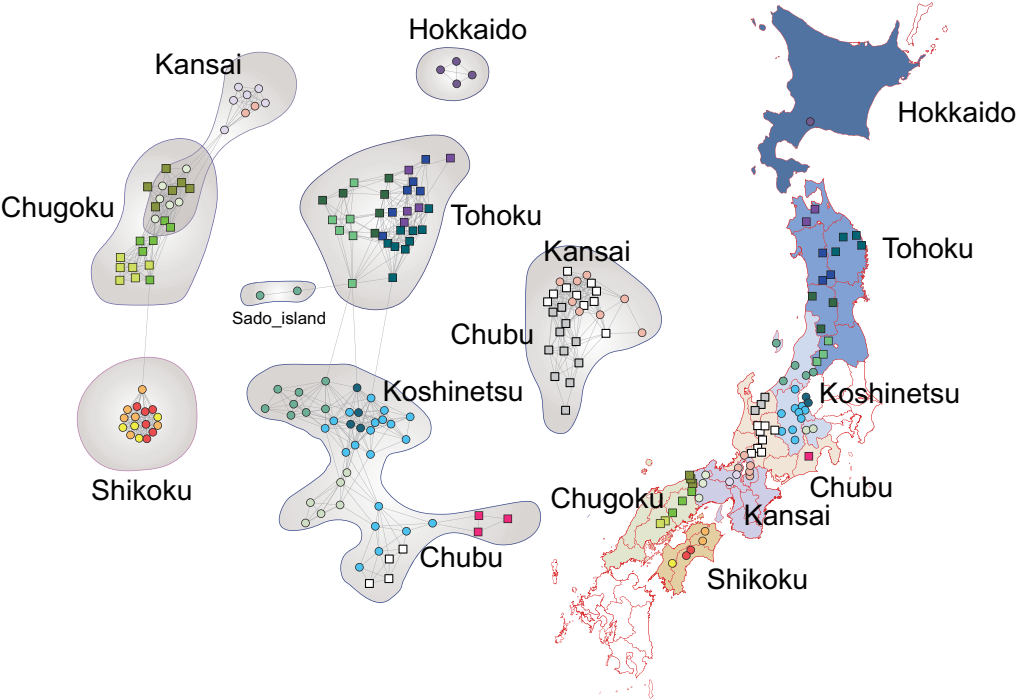 Hokkaido
Kansai
Chugoku
Tohoku
Sado_island
Kansai
Chubu
Koshinetsu
Shikoku
Chubu
Hokkaido
Tohoku
Koshinetsu
Chubu
Chugoku
Kansai
Shikoku